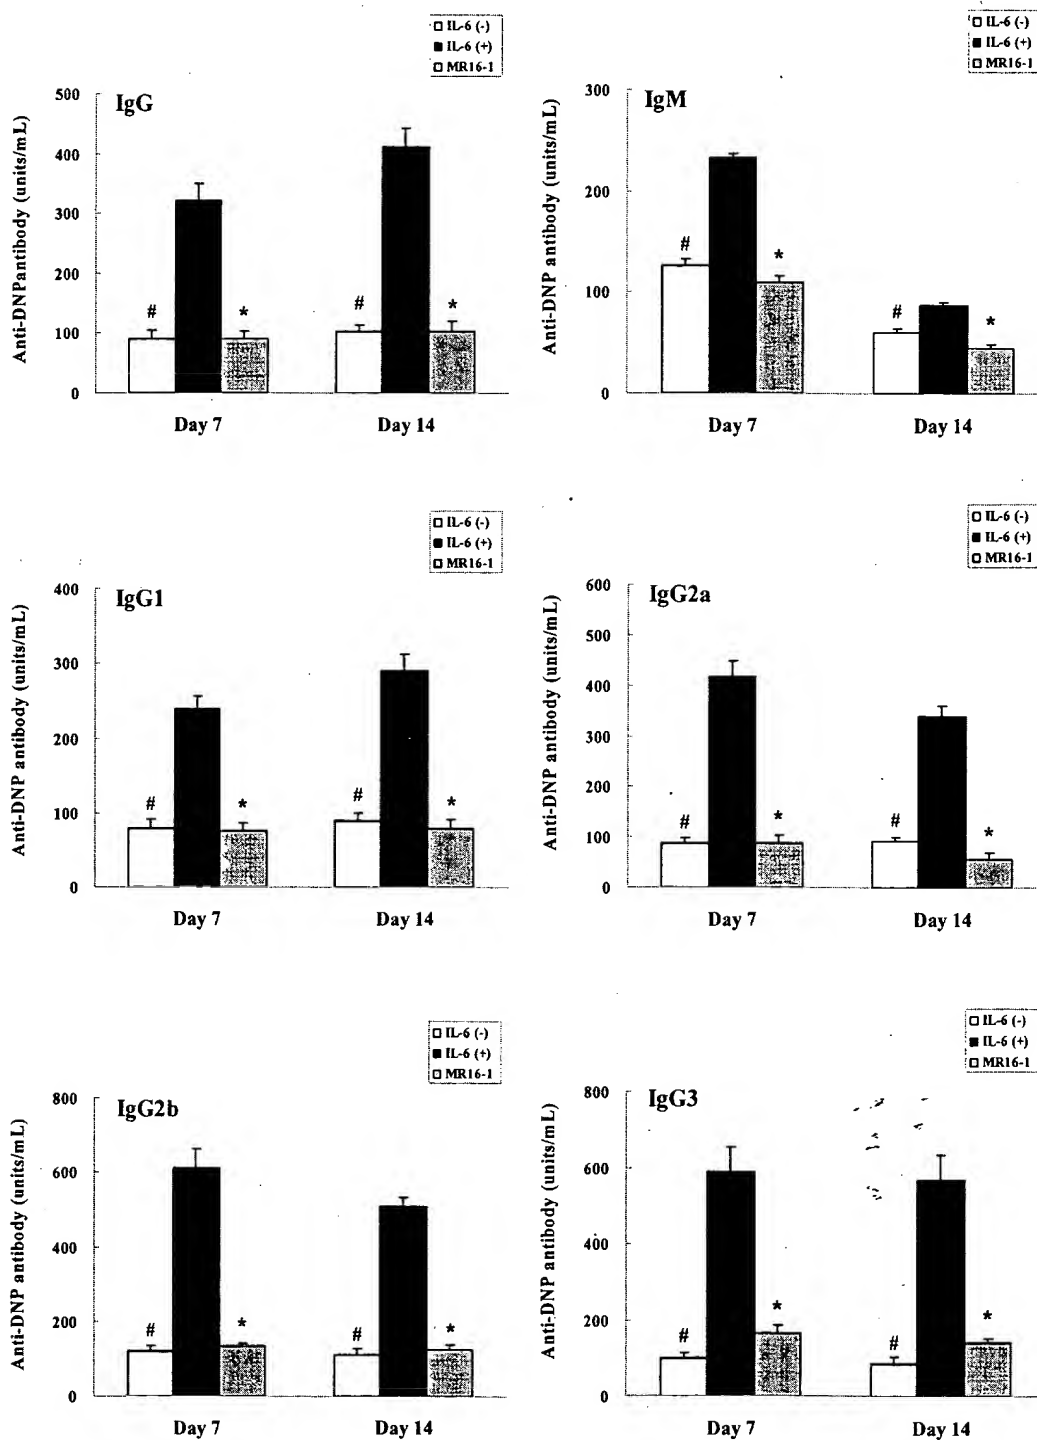 IL-6 (-)
IL-6 (+)
MR16-1
IgG
Anti-DNPantibody (units/mL)
500
400
300
200
100
0
# * # *
Day 7 Day 14
IL-6 (-)
IL-6 (+)
MR16-1
IgM
Anti-DNP antibody (units/mL)
300
200
100
0
# * # *
Day 7 Day 14
IL-6 (-)
IL-6 (+)
MR16-1
IgG1
Anti-DNP antibody (units/mL)
400
300
200
100
0
# * # *
Day 7 Day 14
IL-6 (-)
IL-6 (+)
MR16-1
IgG2a
Anti-DNP antibody (units/mL)
600
500
400
300
200
100
0
# * # *
Day 7 Day 14
IL-6 (-)
IL-6 (+)
MR16-1
IgG2b
Anti-DNP antibody (units/mL)
800
600
400
200
0
# * # *
Day 7 Day 14
IL-6 (-)
IL-6 (+)
MR16-1
IgG3
Anti-DNP antibody (units/mL)
800
600
400
200
0
# * # *
Day 7 Day 14